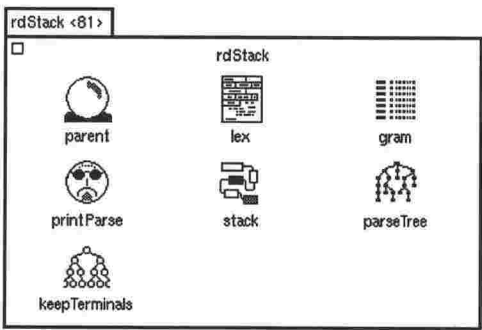 rdStack <81>
rdStack
parent lex gram
printParse stack parseTree
keepTerminals